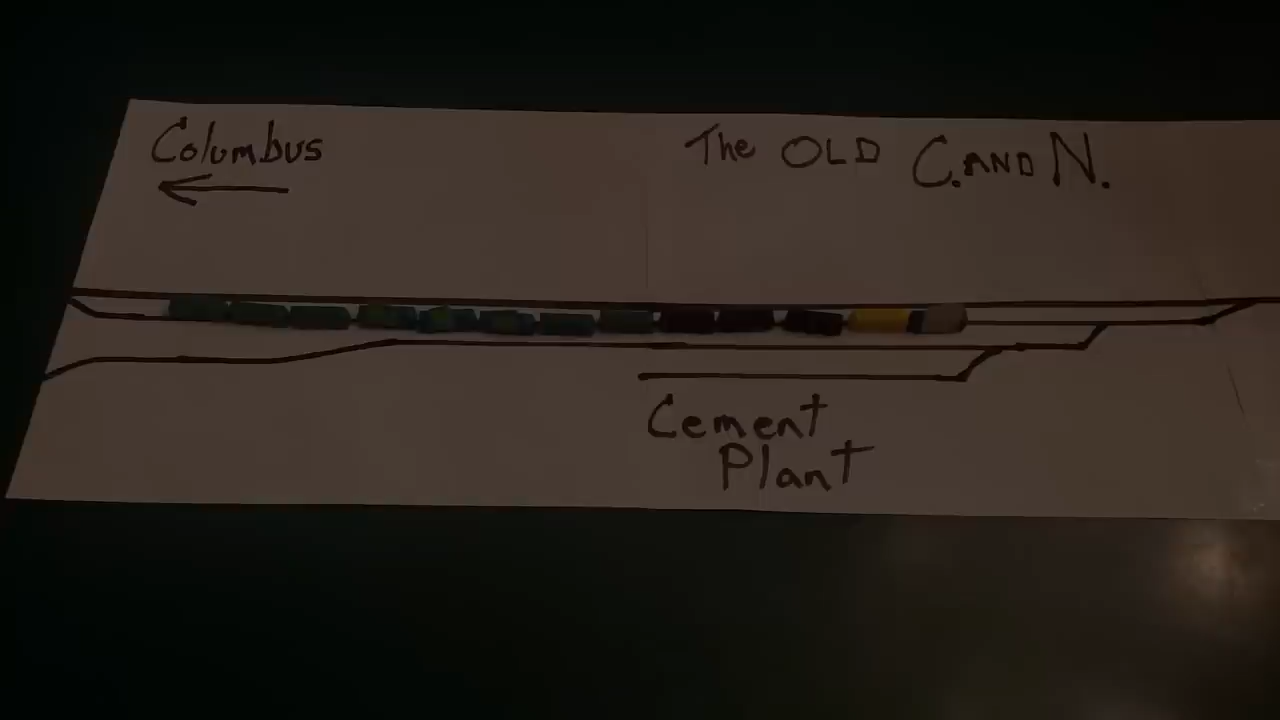 Columbus
The OLD C. AND N.
Cement
Plant